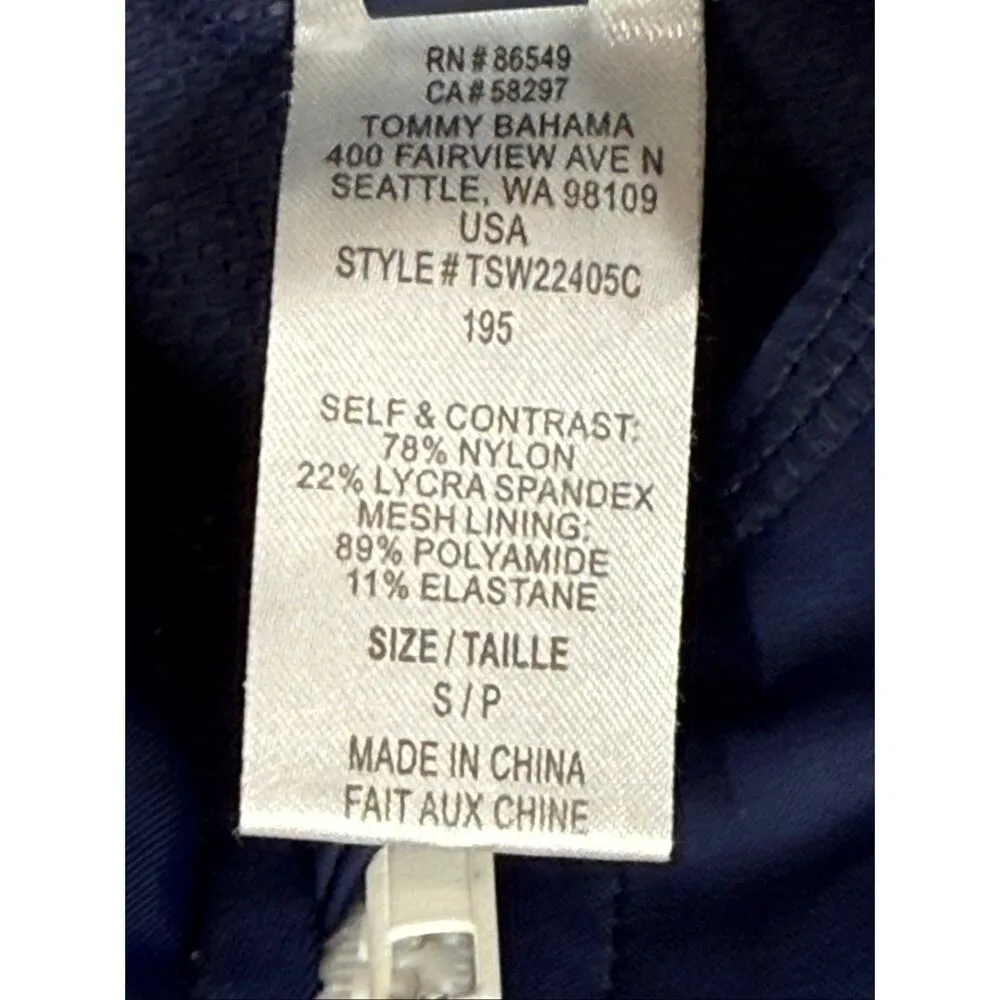 RN # 86549
CA # 58297
TOMMY BAHAMA
400 FAIRVIEW AVE N
SEATTLE, WA 98109
USA
STYLE # TSW22405C
195
SELF & CONTRAST:
78% NYLON
22% LYCRA SPANDEX
MESH LINING:
89% POLYAMIDE
11% ELASTANE
SIZE / TAILLE
S / P
MADE IN CHINA
FAIT AUX CHINE